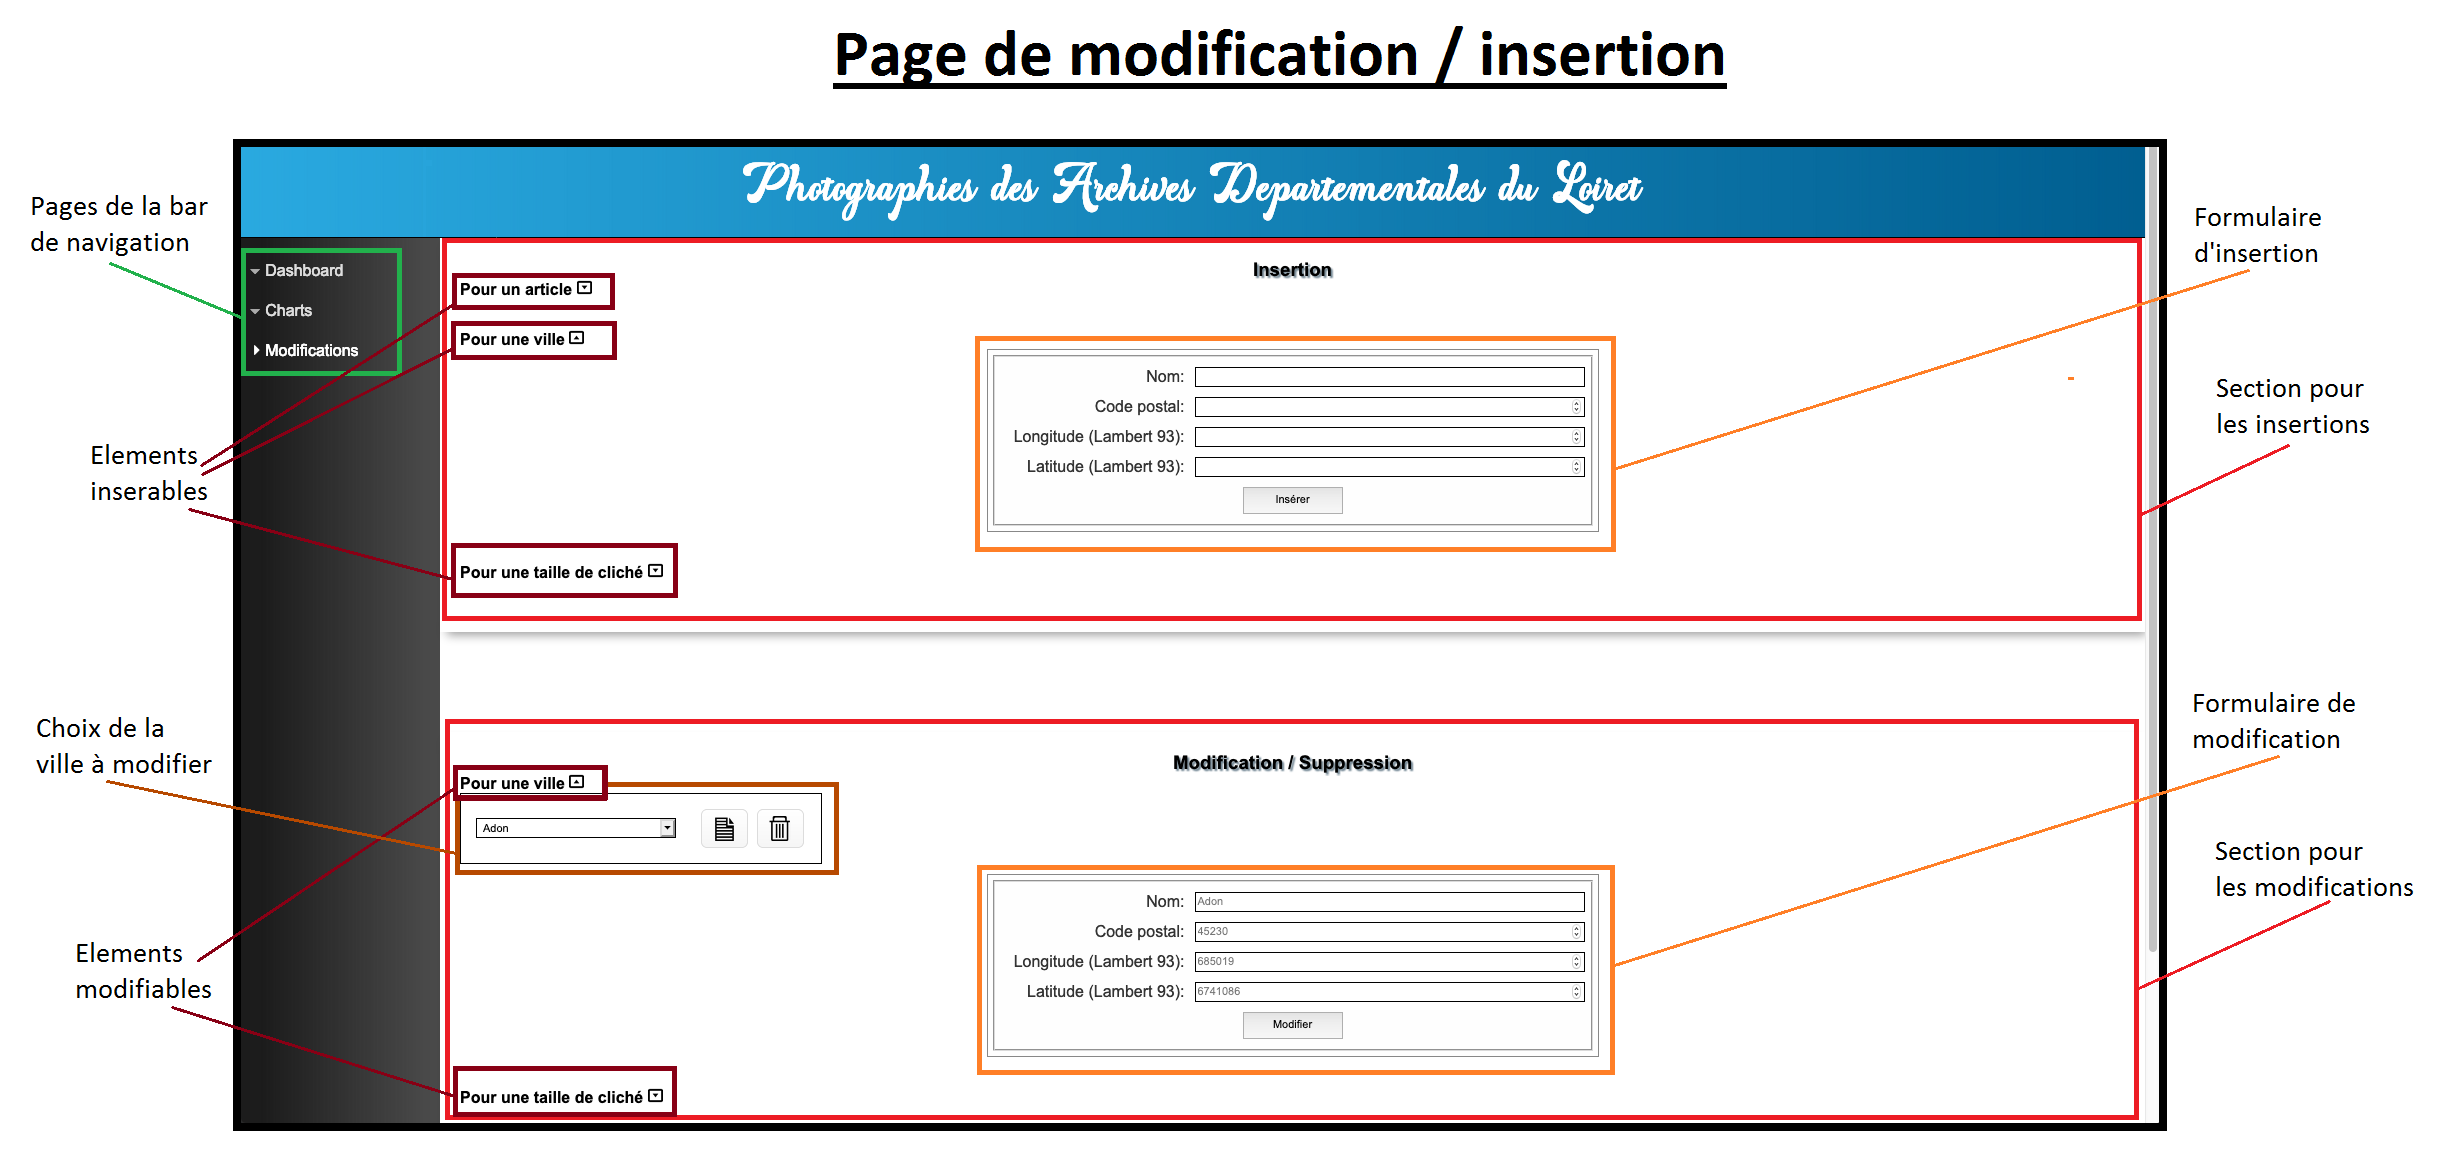 Page de modification / insertion
Photographies des Archives Departementales du Loiret
Pages de la bar
de navigation
Dashboard
Charts
Modifications
Insertion
Pour un article
Pour une ville
Nom:
Code postal:
Longitude (Lambert 93):
Latitude (Lambert 93):
Insérer
Pour une taille de cliché
Elements
inserables
Formulaire
d'insertion
Section pour
les insertions
Choix de la
ville à modifier
Modification / Suppression
Pour une ville
Adon
Nom: Adon
Code postal: 45230
Longitude (Lambert 93): 685019
Latitude (Lambert 93): 6741086
Modifier
Pour une taille de cliché
Elements
modifiables
Formulaire de
modification
Section pour
les modifications